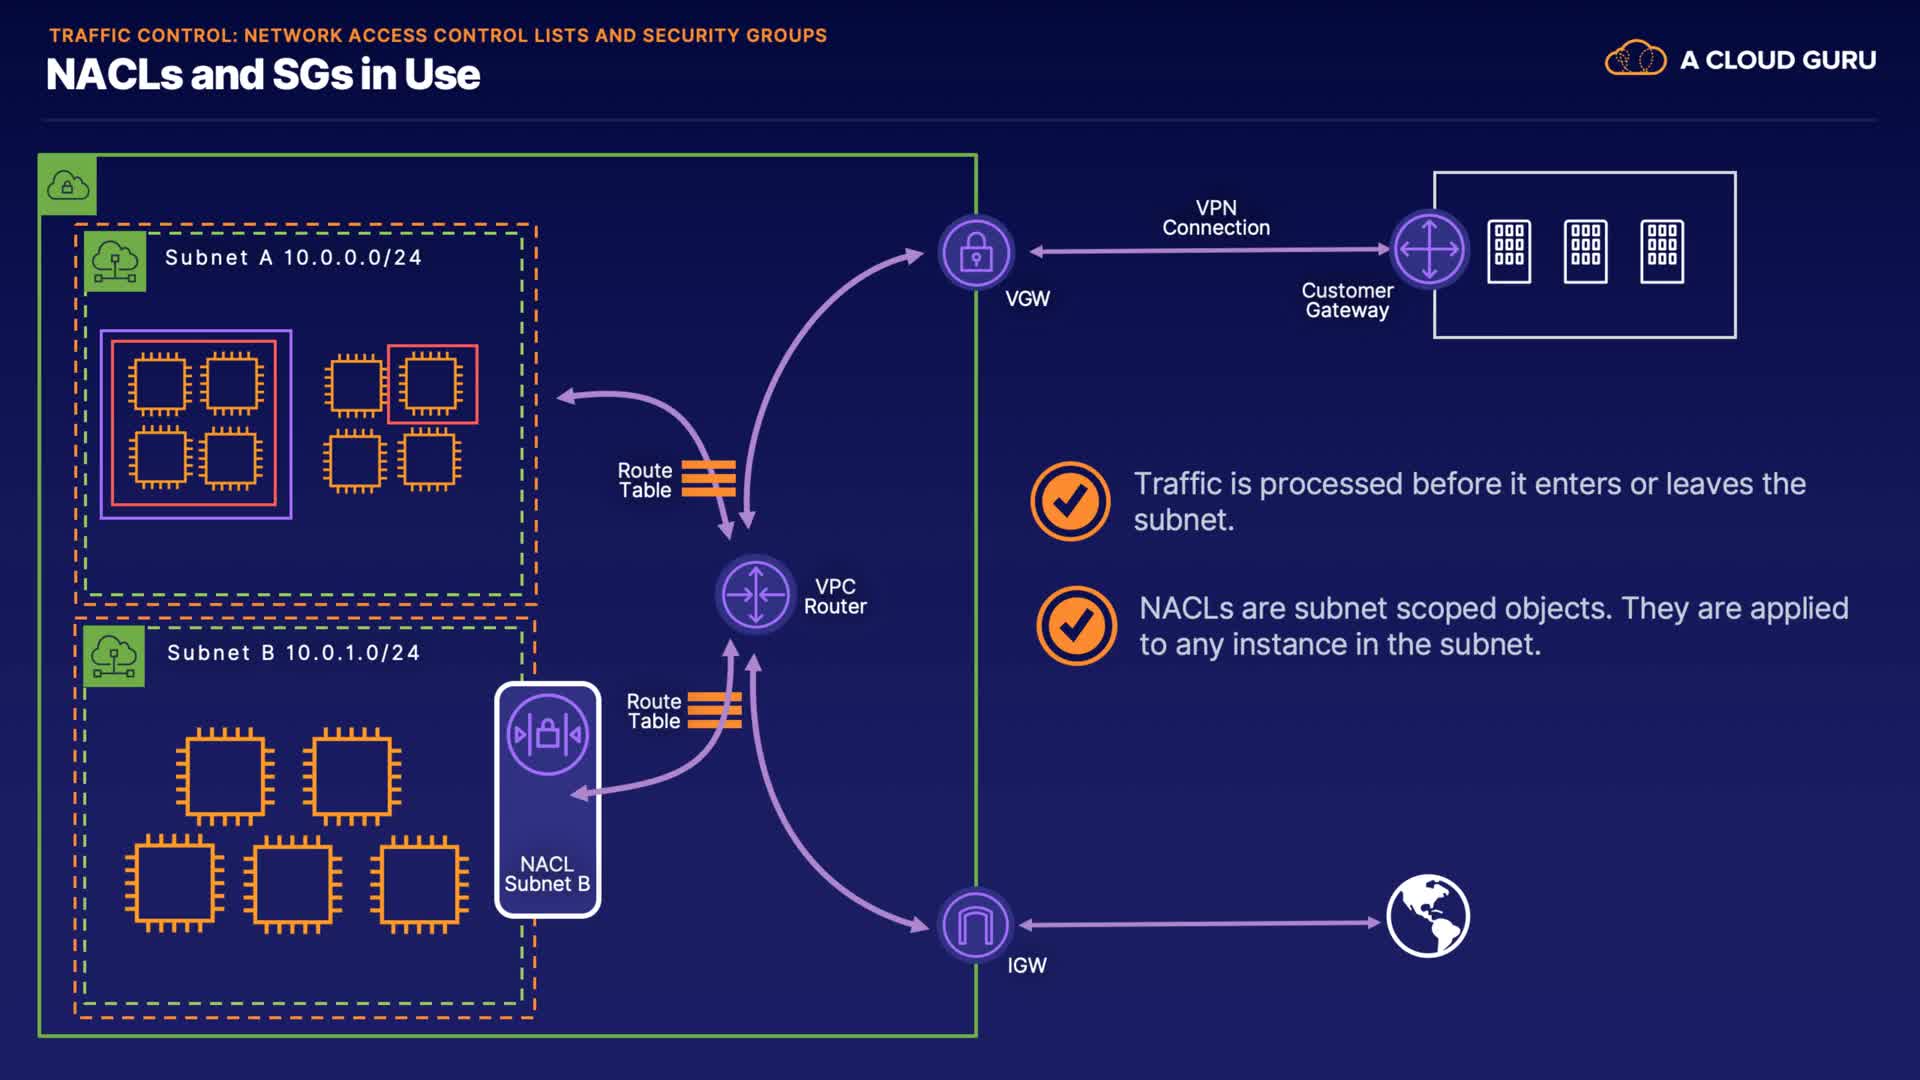 TRAFFIC CONTROL: NETWORK ACCESS CONTROL LISTS AND SECURITY GROUPS
NACLs and SGs in Use
A CLOUD GURU
Subnet A 10.0.0.0/24
VPN
Connection
VGW
Customer
Gateway
Route
Table
Traffic is processed before it enters or leaves the
subnet.
VPC
Router
NACLs are subnet scoped objects. They are applied
to any instance in the subnet.
Subnet B 10.0.1.0/24
Route
Table
NACL
Subnet B
IGW